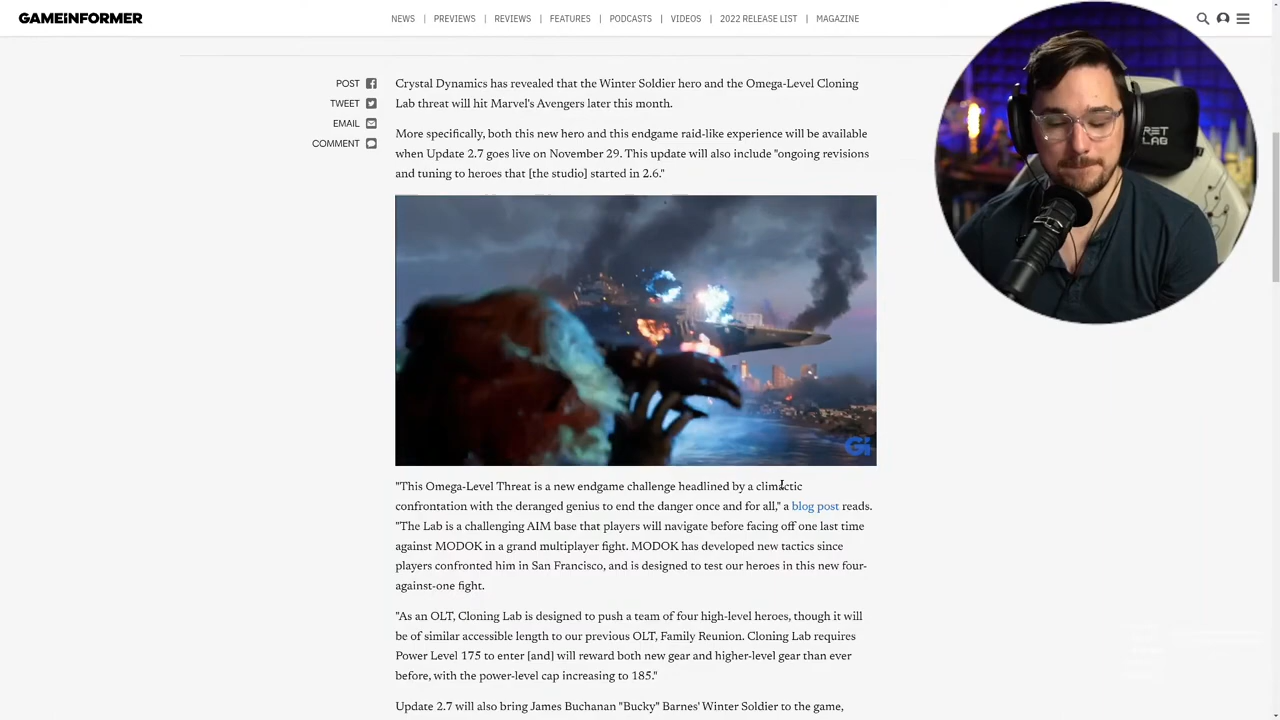 GAMEINFORMER
NEWS | PREVIEWS | REVIEWS | FEATURES | PODCASTS | VIDEOS | 2022 RELEASE LIST | MAGAZINE
POST
TWEET
EMAIL
COMMENT
Crystal Dynamics has revealed that the Winter Soldier hero and the Omega-Level Cloning
Lab threat will hit Marvel's Avengers later this month.
More specifically, both this new hero and this endgame raid-like experience will be available
when Update 2.7 goes live on November 29. This update will also include "ongoing revisions
and tuning to heroes that [the studio] started in 2.6."
Gi
"This Omega-Level Threat is a new endgame challenge headlined by a climactic
confrontation with the deranged genius to end the danger once and for all," a blog post reads.
"The Lab is a challenging AIM base that players will navigate before facing off one last time
against MODOK in a grand multiplayer fight. MODOK has developed new tactics since
players confronted him in San Francisco, and is designed to test our heroes in this new four-
against-one fight.
"As an OLT, Cloning Lab is designed to push a team of four high-level heroes, though it will
be of similar accessible length to our previous OLT, Family Reunion. Cloning Lab requires
Power Level 175 to enter [and] will reward both new gear and higher-level gear than ever
before, with the power-level cap increasing to 185."
Update 2.7 will also bring James Buchanan "Bucky" Barnes' Winter Soldier to the game,
RET
LAB